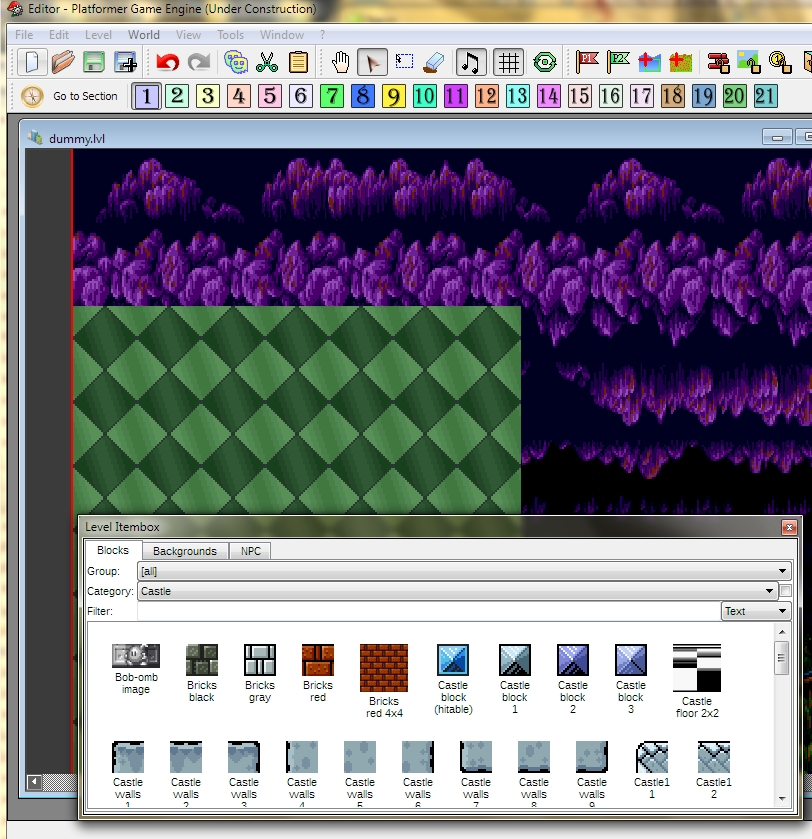 Editor - Platformer Game Engine (Under Construction)
File Edit Level World View Tools Window ?
P1 P2
Go to Section 1 2 3 4 5 6 7 8 9 10 11 12 13 14 15 16 17 18 19 20 21
dummy.lvl
Level Itembox
Blocks Backgrounds NPC
Group: [all]
Category: Castle
Filter: Text
Bob-omb image
Bricks black
Bricks gray
Bricks red
Bricks red 4x4
Castle block (hitable)
Castle block 1
Castle block 2
Castle block 3
Castle floor 2x2
Castle walls 1
Castle walls 2
Castle walls 3
Castle walls 4
Castle walls 5
Castle walls 6
Castle walls 7
Castle walls 8
Castle walls 9
Castle1 1
Castle1 2